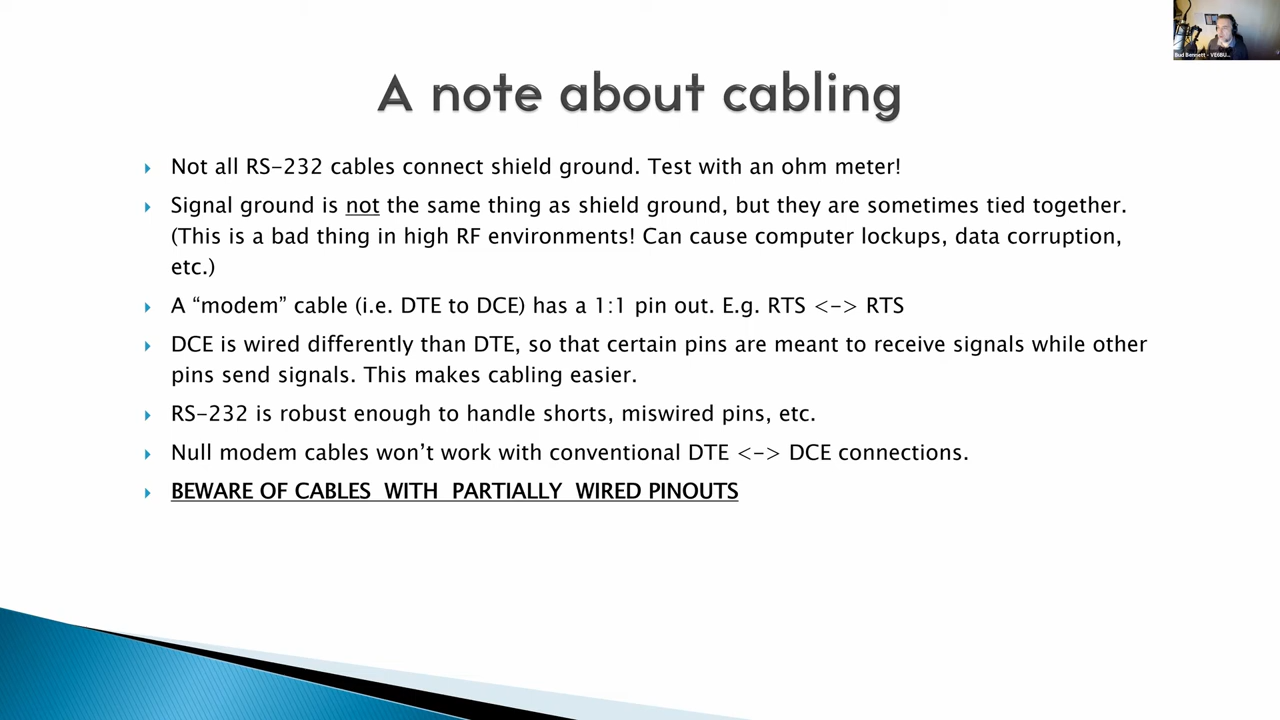 A note about cabling
Not all RS-232 cables connect shield ground. Test with an ohm meter!
Signal ground is not the same thing as shield ground, but they are sometimes tied together.
(This is a bad thing in high RF environments! Can cause computer lockups, data corruption,
etc.)
A “modem” cable (i.e. DTE to DCE) has a 1:1 pin out. E.g. RTS <-> RTS
DCE is wired differently than DTE, so that certain pins are meant to receive signals while other
pins send signals. This makes cabling easier.
RS-232 is robust enough to handle shorts, miswired pins, etc.
Null modem cables won’t work with conventional DTE <-> DCE connections.
BEWARE OF CABLES WITH PARTIALLY WIRED PINOUTS
Bud Bennett -